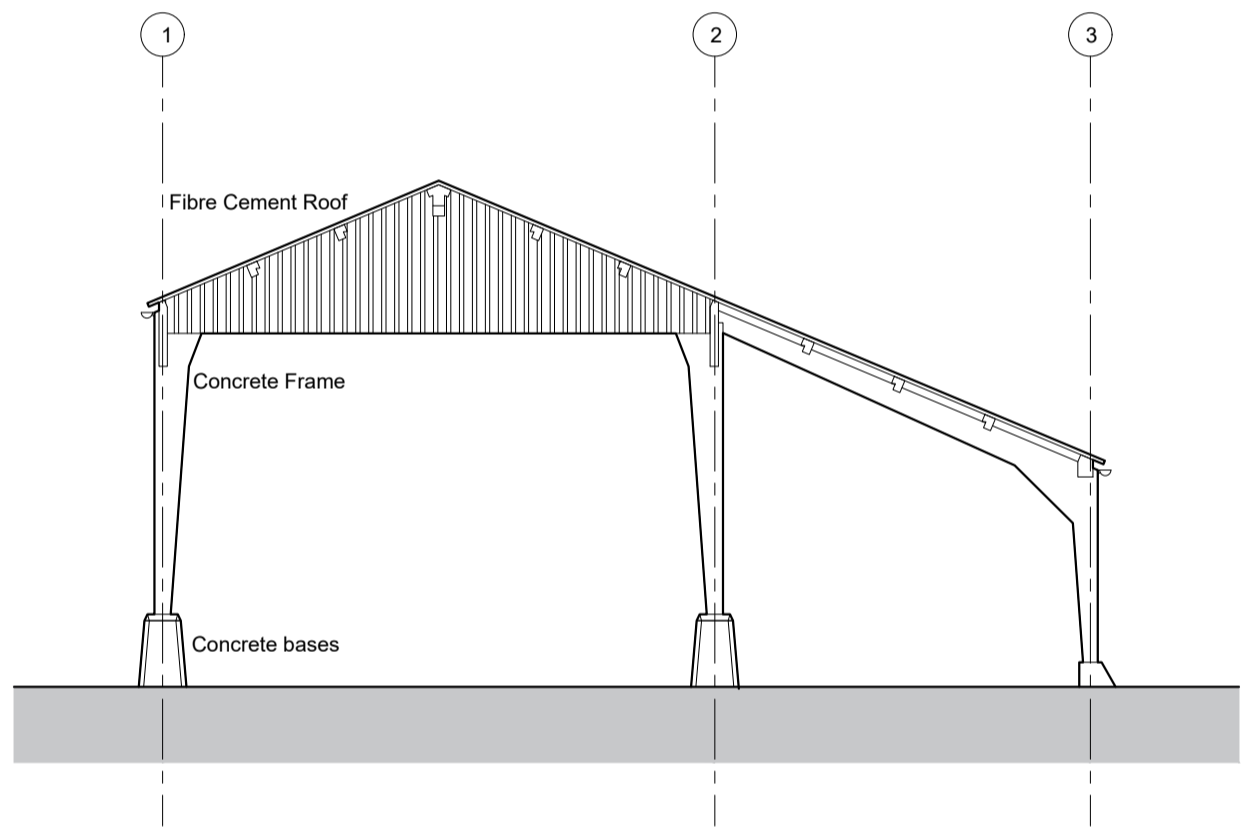 1
2
3
Fibre Cement Roof
Concrete Frame
Concrete bases